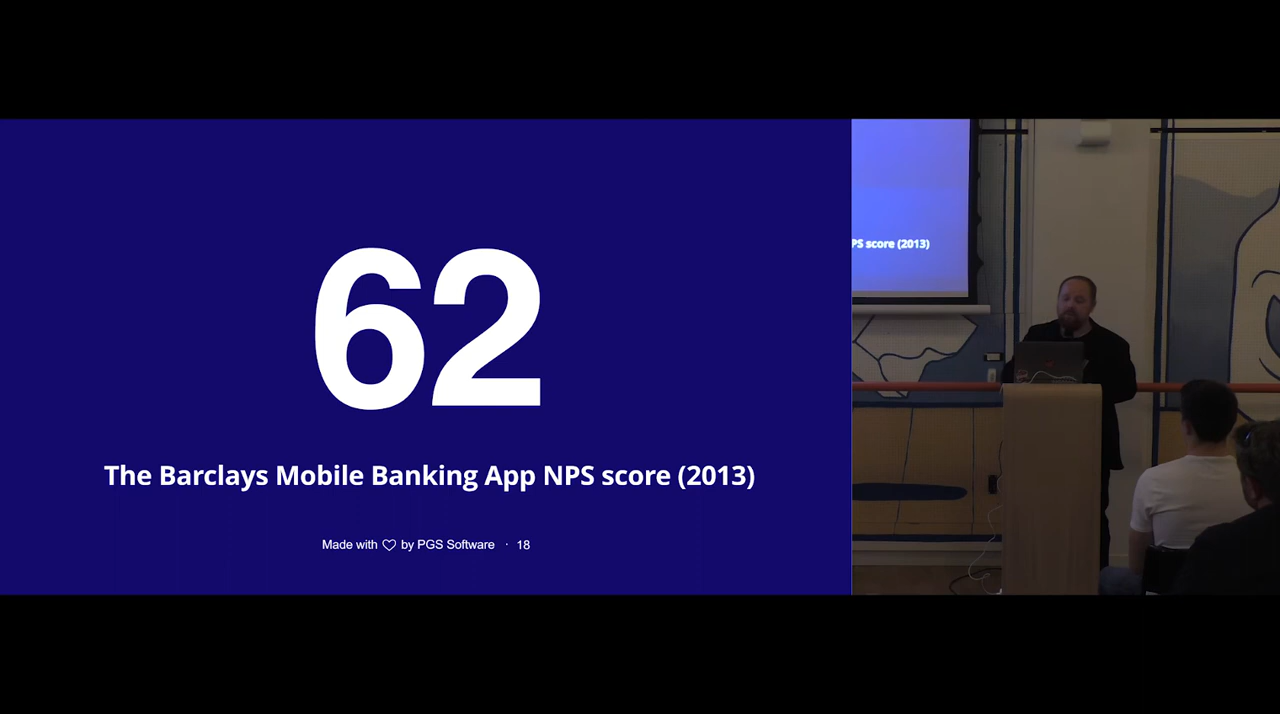 62
The Barclays Mobile Banking App NPS score (2013)
Made with ♡ by PGS Software · 18
PS score (2013)